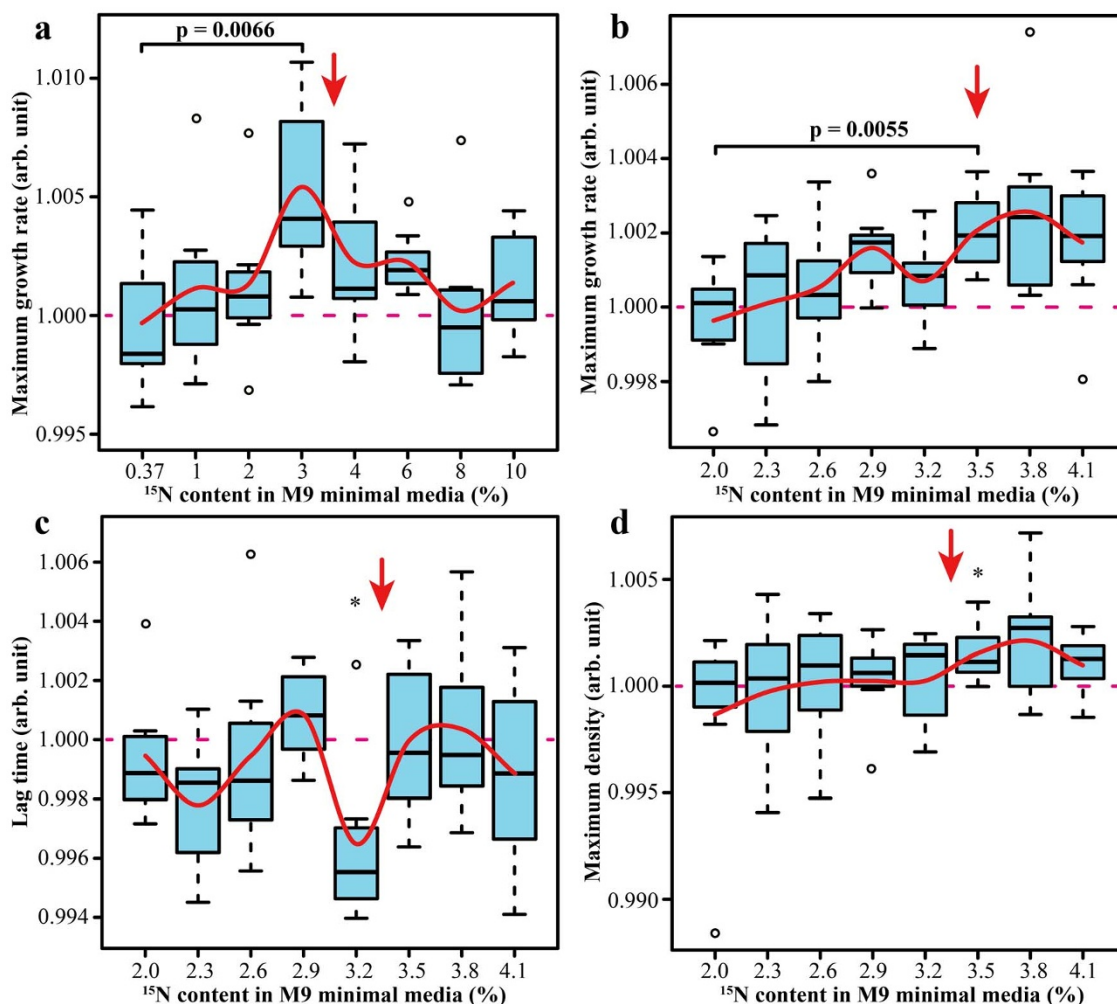 a
p = 0.0066
Maximum growth rate (arb. unit)
1.010
1.005
1.000
0.995
0.37 1 2 3 4 6 8 10
¹⁵N content in M9 minimal media (%)
b
p = 0.0055
Maximum growth rate (arb. unit)
1.006
1.004
1.002
1.000
0.998
2.0 2.3 2.6 2.9 3.2 3.5 3.8 4.1
¹⁵N content in M9 minimal media (%)
c
*
Lag time (arb. unit)
1.006
1.004
1.002
1.000
0.998
0.996
0.994
2.0 2.3 2.6 2.9 3.2 3.5 3.8 4.1
¹⁵N content in M9 minimal media (%)
d
*
Maximum density (arb. unit)
1.005
1.000
0.995
0.990
2.0 2.3 2.6 2.9 3.2 3.5 3.8 4.1
¹⁵N content in M9 minimal media (%)